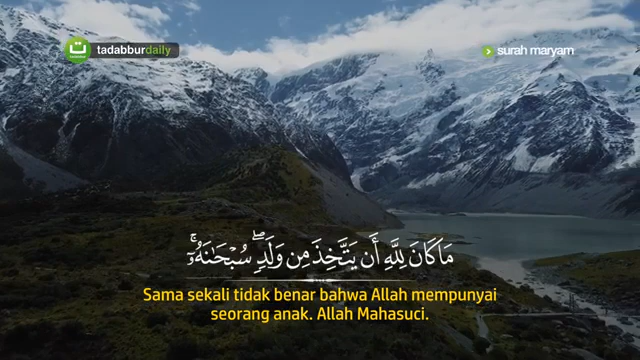 tadabburdaily
surah maryam
مَا كَانَ لِلَّهِ أَن يَتَّخِذَ مِن وَلَدٍۖ سُبْحَٰنَهُۥٓۚ
Sama sekali tidak benar bahwa Allah mempunyai
seorang anak. Allah Mahasuci.